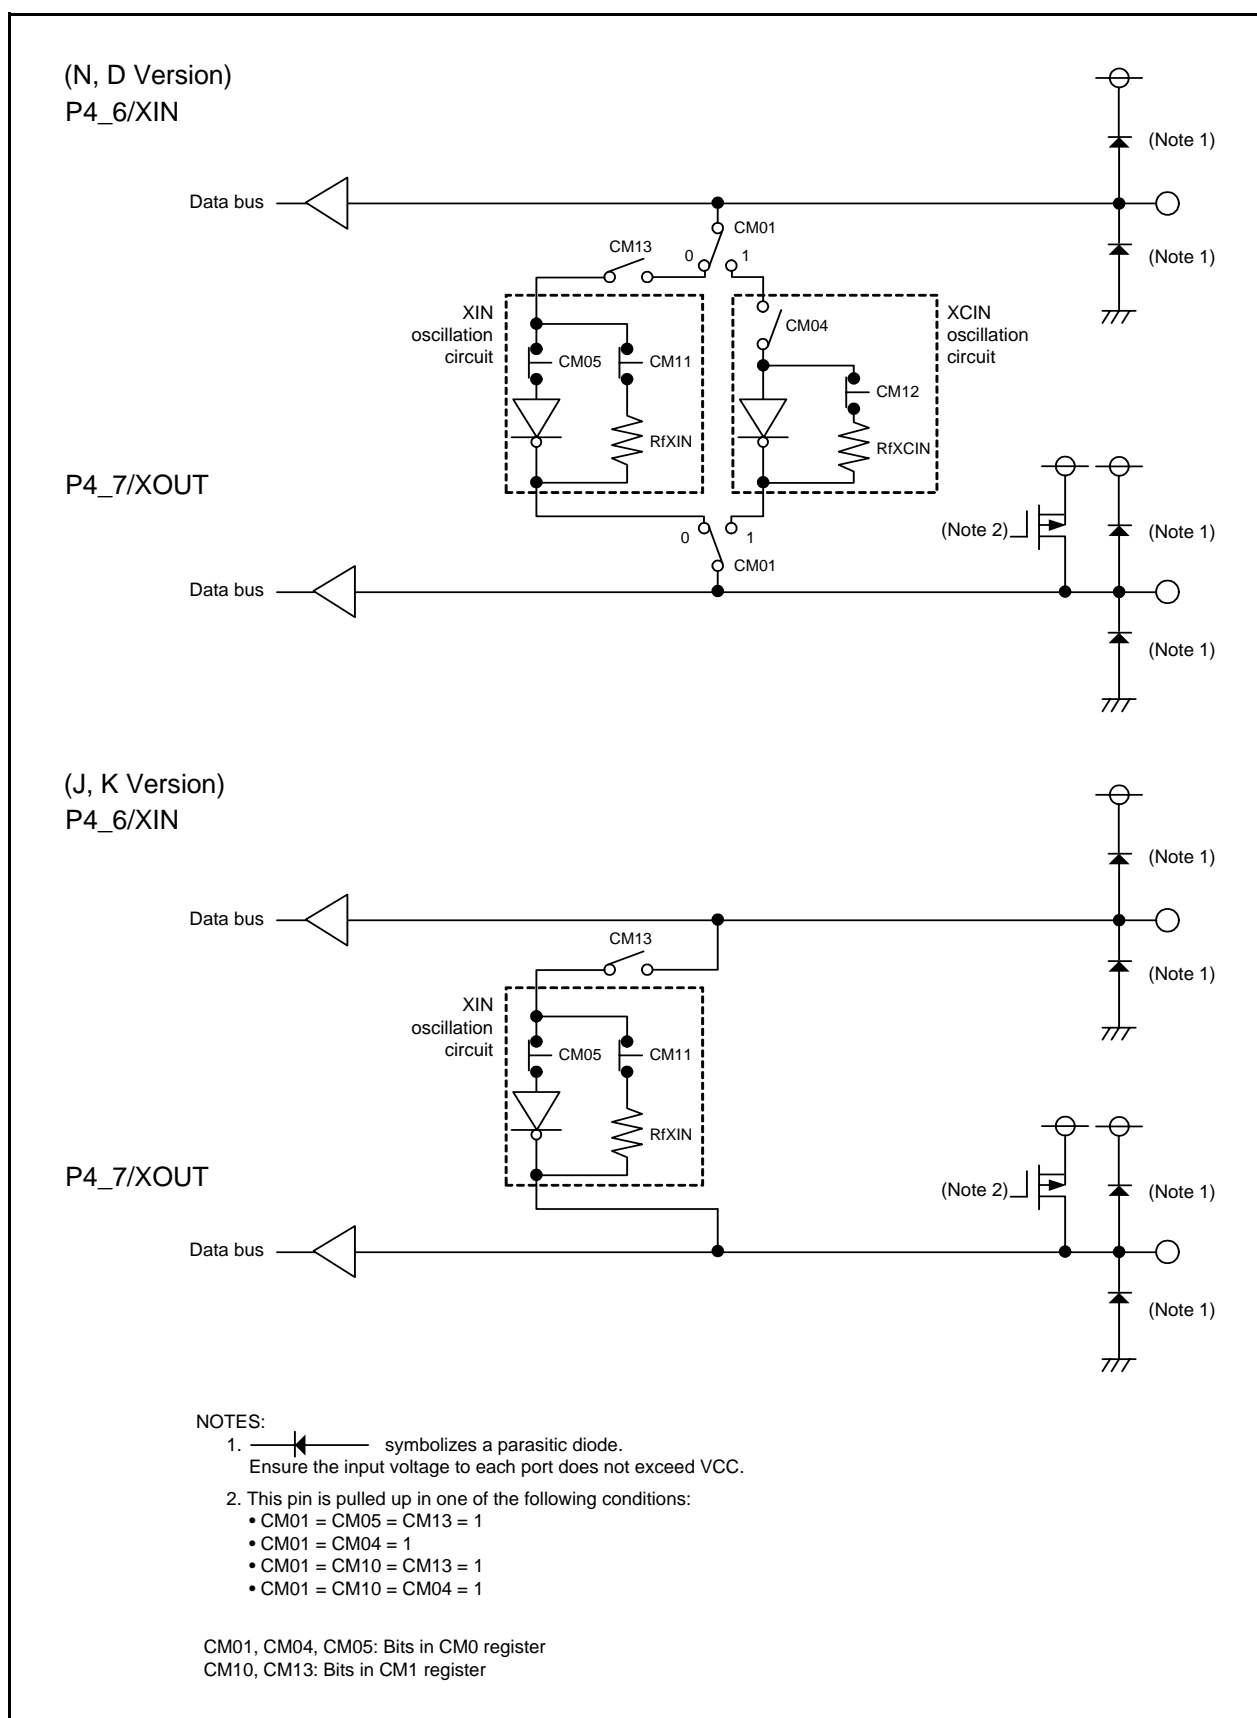 (N, D Version)
P4_6/XIN
(Note 1)
Data bus
CM01
CM13
0
1
(Note 1)
XIN
oscillation
circuit
CM04
XCIN
oscillation
circuit
CM05
CM11
CM12
RfXIN
RfXCIN
P4_7/XOUT
(Note 2)
(Note 1)
0
1
CM01
Data bus
(Note 1)
(J, K Version)
P4_6/XIN
(Note 1)
Data bus
CM13
(Note 1)
XIN
oscillation
circuit
CM05
CM11
RfXIN
P4_7/XOUT
(Note 2)
(Note 1)
Data bus
(Note 1)
NOTES:
1. symbolizes a parasitic diode.
Ensure the input voltage to each port does not exceed VCC.
2. This pin is pulled up in one of the following conditions:
• CM01 = CM05 = CM13 = 1
• CM01 = CM04 = 1
• CM01 = CM10 = CM13 = 1
• CM01 = CM10 = CM04 = 1
CM01, CM04, CM05: Bits in CM0 register
CM10, CM13: Bits in CM1 register